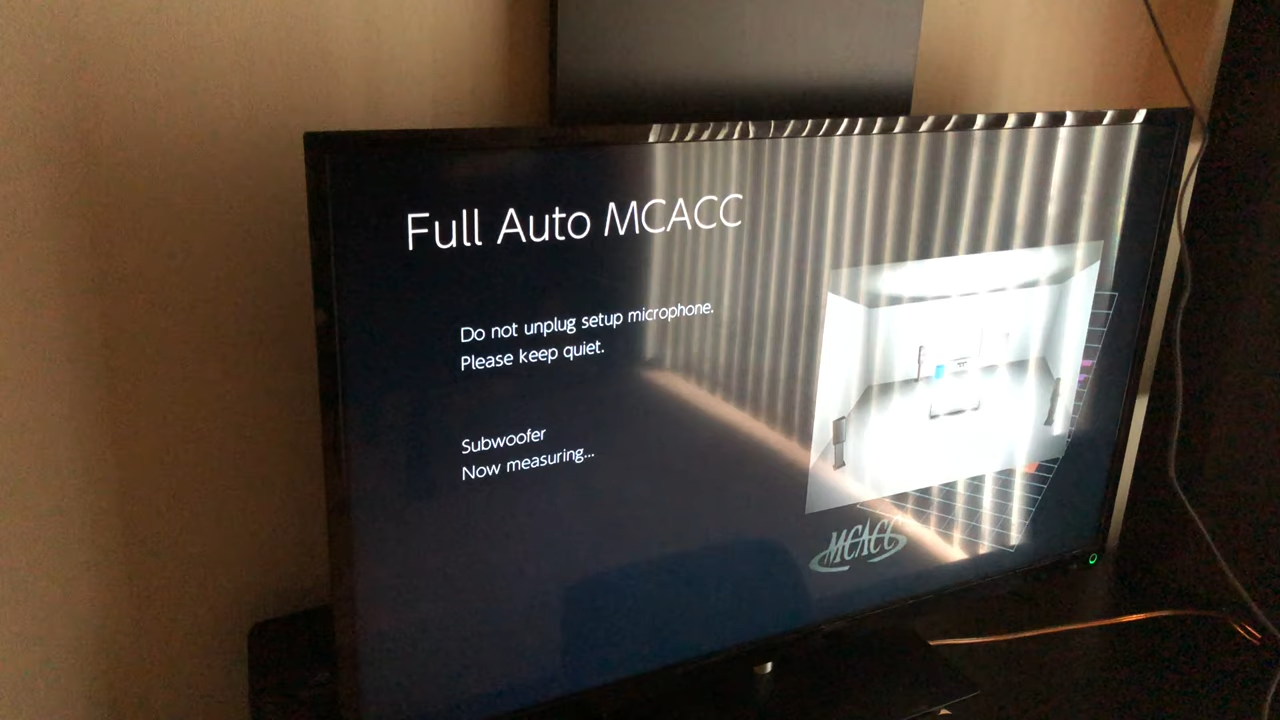 Full Auto MCACC
Do not unplug setup microphone.
Please keep quiet.
Subwoofer
Now measuring...
MCACC